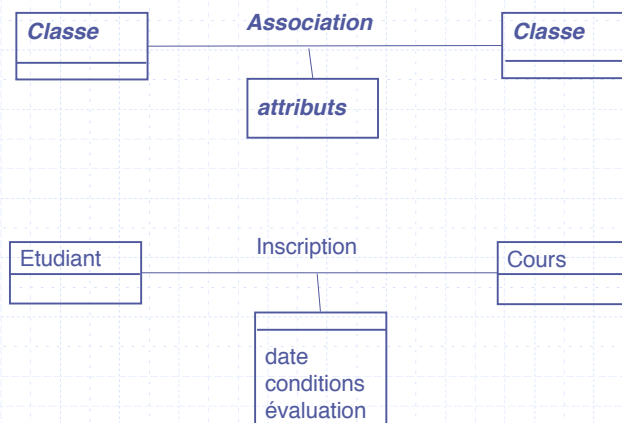 Classe
Association
Classe
attributs
Etudiant
Inscription
Cours
date
conditions
évaluation